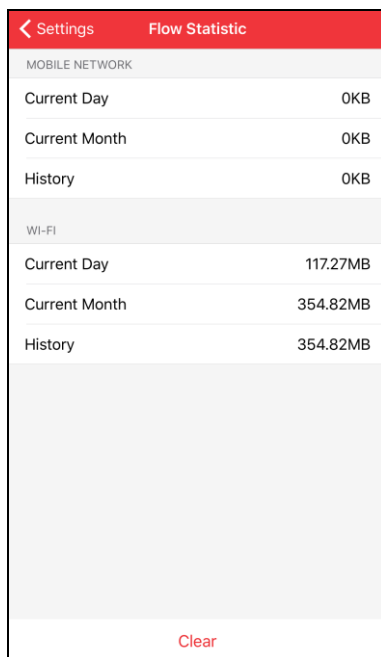 Settings Flow Statistic
MOBILE NETWORK
Current Day 0KB
Current Month 0KB
History 0KB
WI-FI
Current Day 117.27MB
Current Month 354.82MB
History 354.82MB
Clear